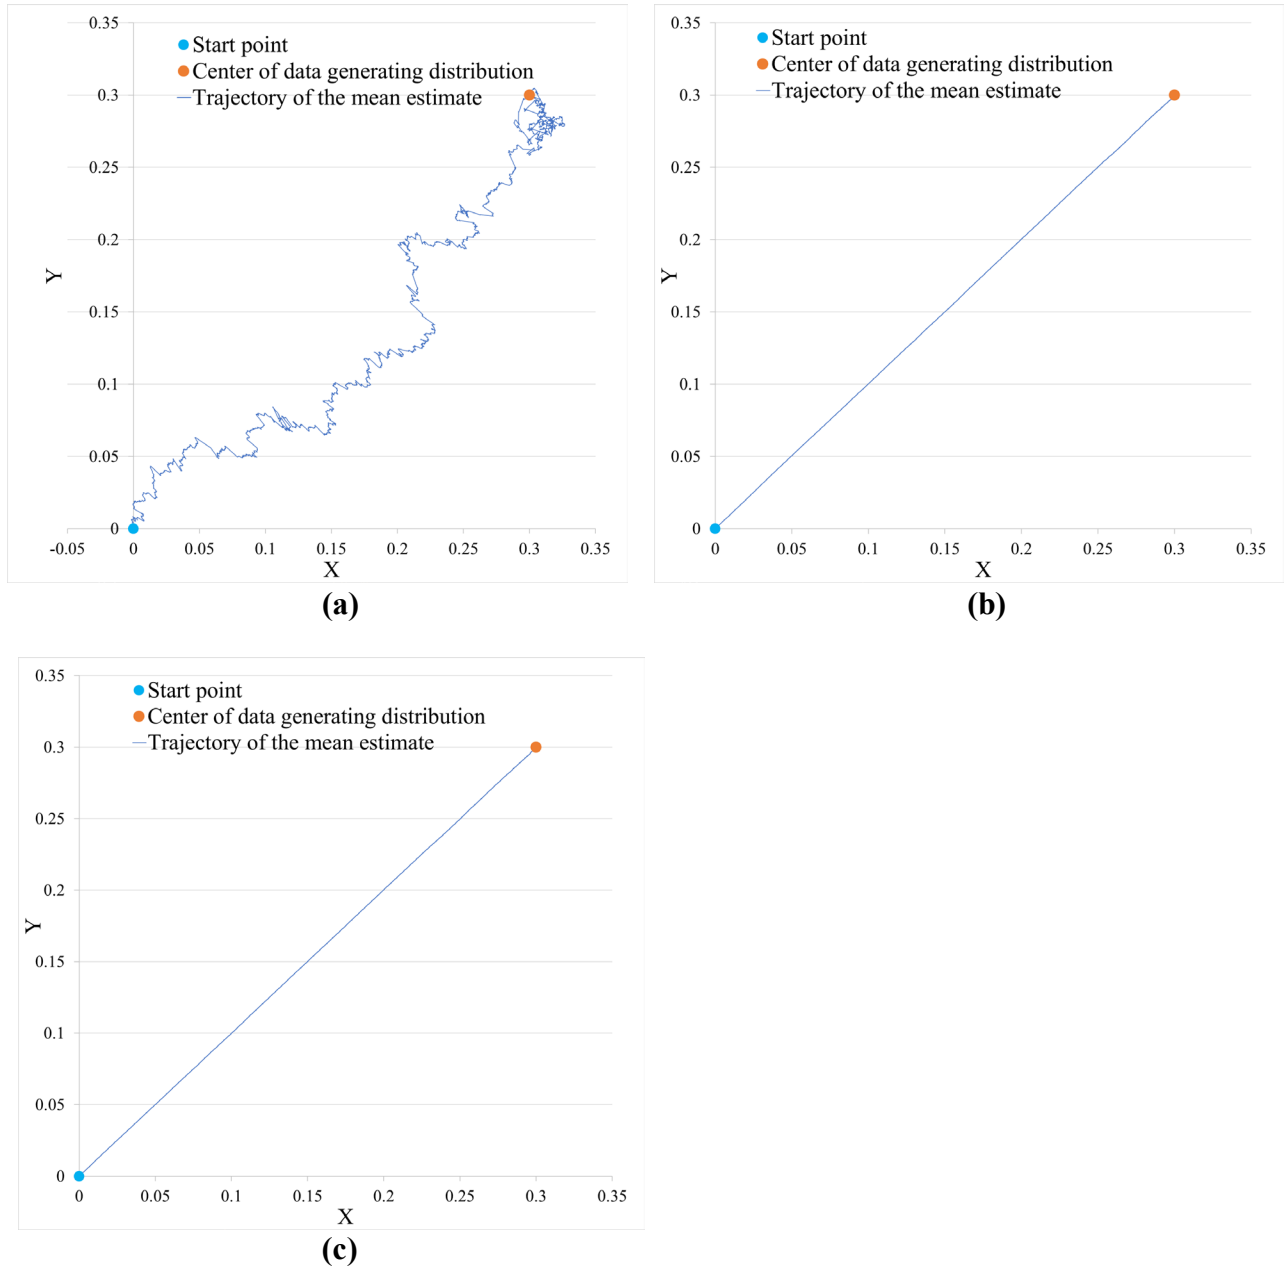 0.35
Start point
Center of data generating distribution
0.3
Trajectory of the mean estimate
0.25
0.2
Y
0.15
0.1
0.05
0
-0.05 0 0.05 0.1 0.15 0.2 0.25 0.3 0.35
X
(a)
0.35
Start point
Center of data generating distribution
0.3
Trajectory of the mean estimate
0.25
0.2
Y
0.15
0.1
0.05
0
0 0.05 0.1 0.15 0.2 0.25 0.3 0.35
X
(b)
0.35
Start point
Center of data generating distribution
0.3
Trajectory of the mean estimate
0.25
0.2
Y
0.15
0.1
0.05
0
0 0.05 0.1 0.15 0.2 0.25 0.3 0.35
X
(c)